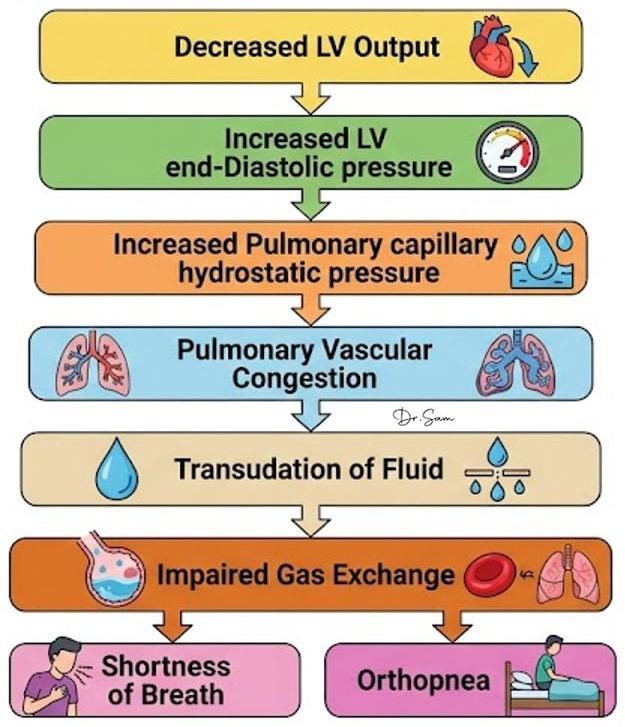 Decreased LV Output
Increased LV
end-Diastolic pressure
Increased Pulmonary capillary
hydrostatic pressure
Pulmonary Vascular
Congestion
Dr.Sam
Transudation of Fluid
Impaired Gas Exchange
Shortness
of Breath
Orthopnea